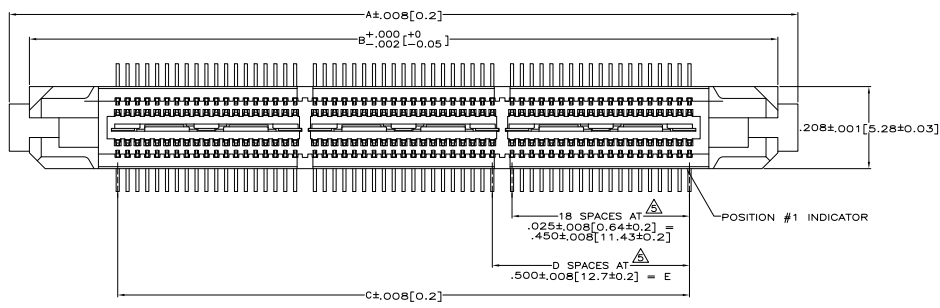 A±.008[0.2]
B+.000 -.002[+0 -0.05]
.208±.001[5.28±0.03]
18 SPACES AT 5
.025±.008[0.64±0.2] =
.450±.008[11.43±0.2]
POSITION #1 INDICATOR
D SPACES AT 5
.500±.008[12.7±0.2] = E
C±.008[0.2]